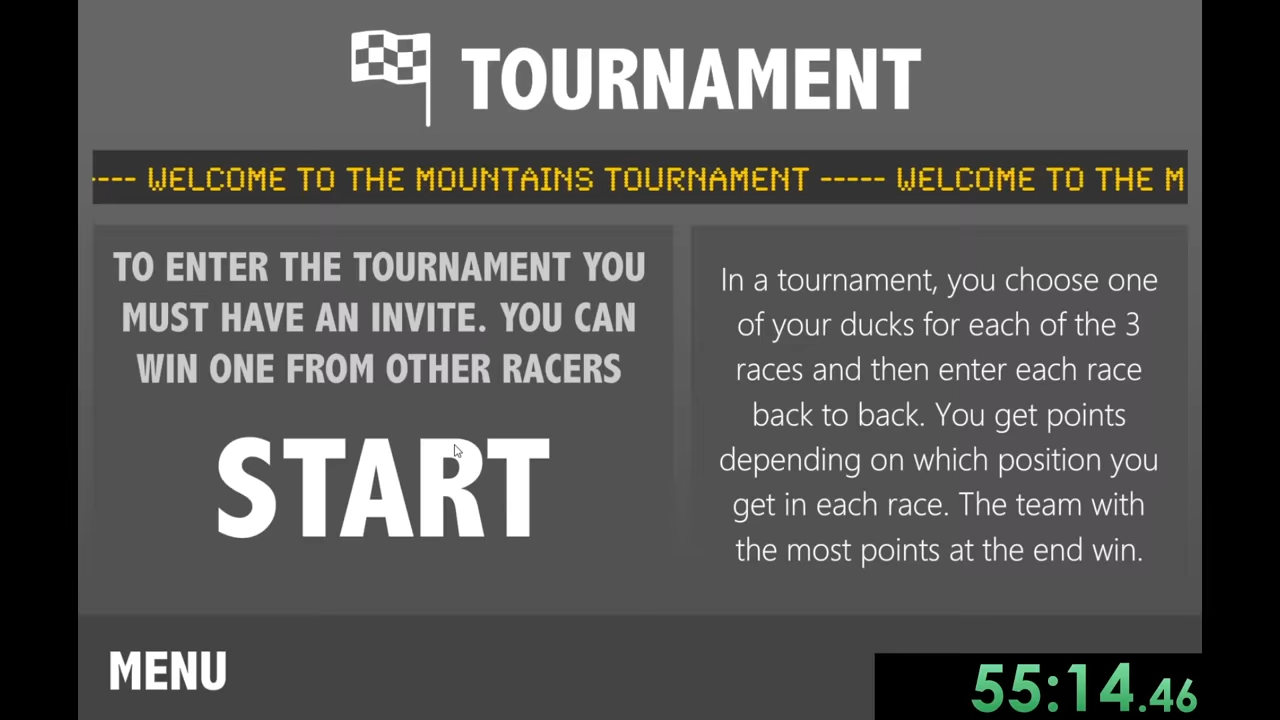 TOURNAMENT
---- WELCOME TO THE MOUNTAINS TOURNAMENT ----- WELCOME TO THE M
TO ENTER THE TOURNAMENT YOU
MUST HAVE AN INVITE. YOU CAN
WIN ONE FROM OTHER RACERS
START
In a tournament, you choose one
of your ducks for each of the 3
races and then enter each race
back to back. You get points
depending on which position you
get in each race. The team with
the most points at the end win.
MENU
55:14.46